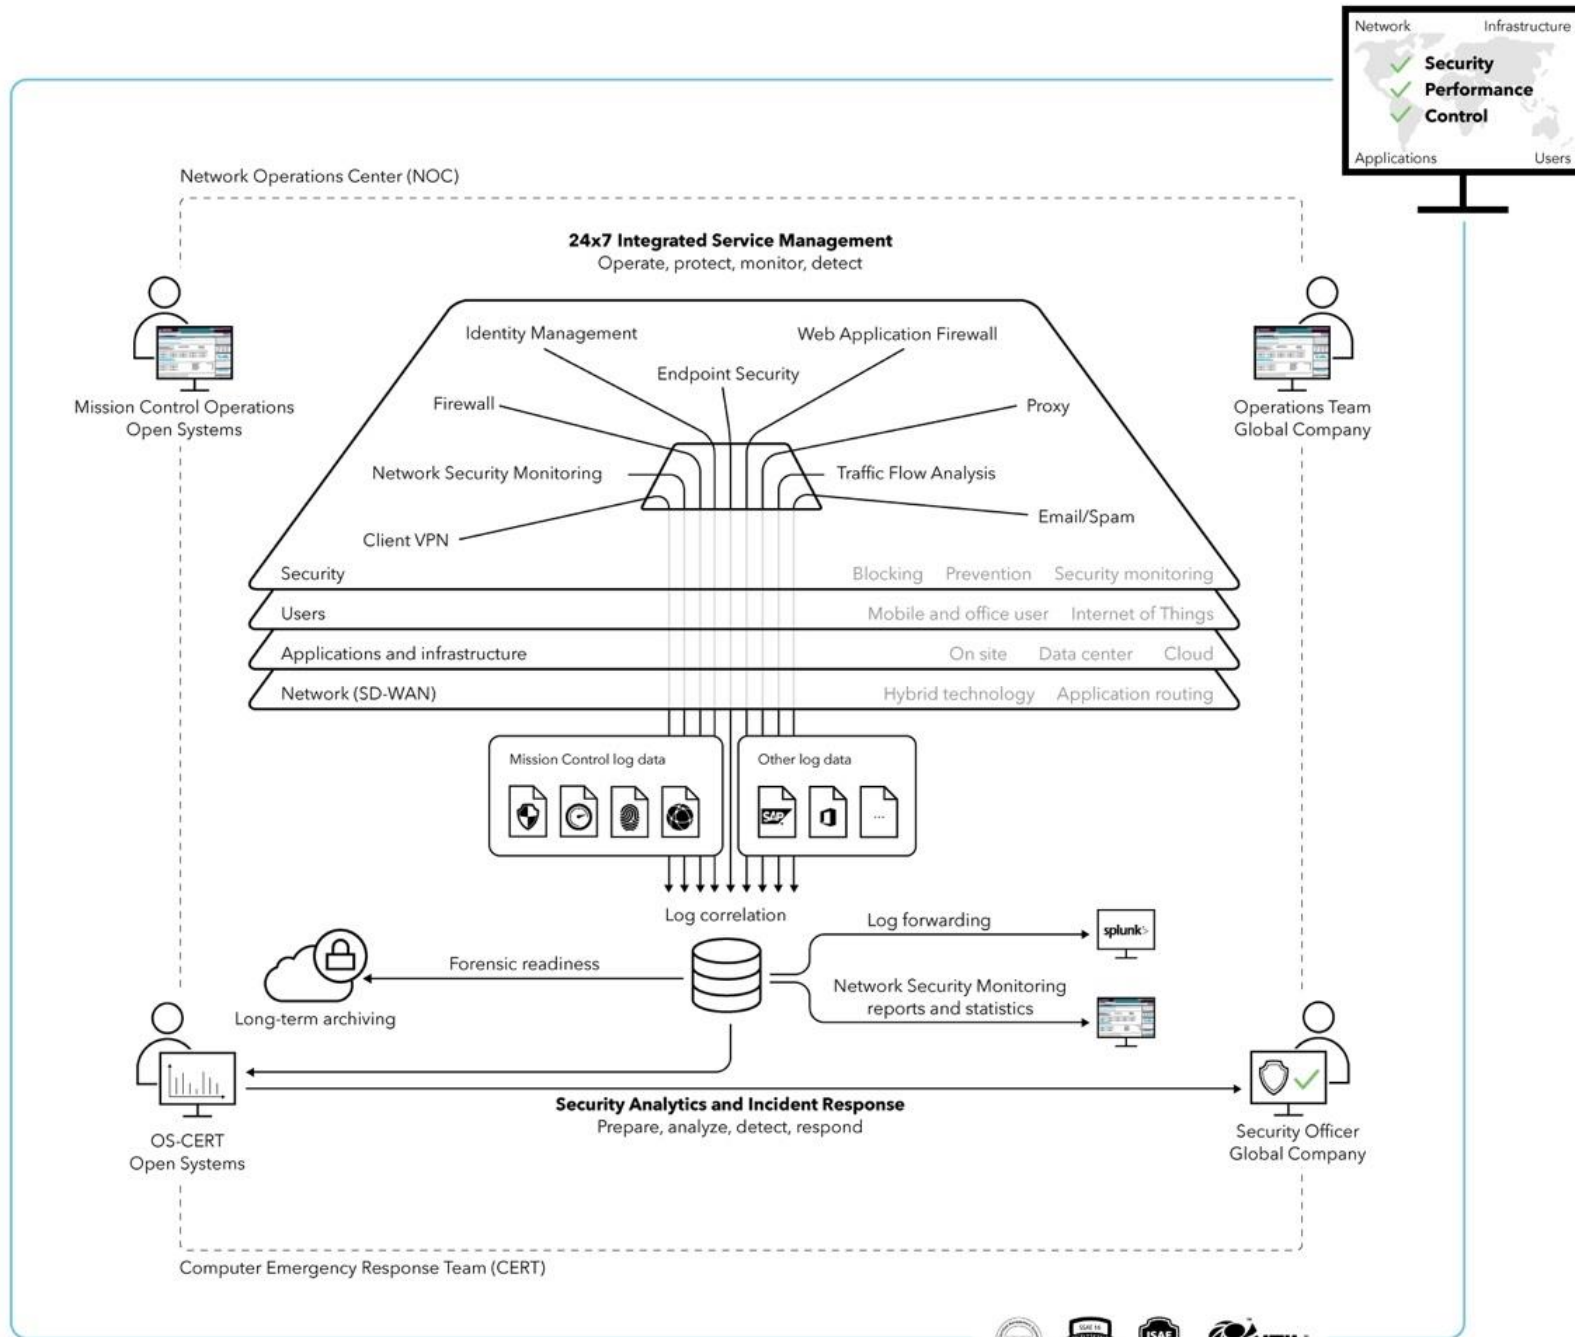 Network Infrastructure
Security
Performance
Control
Applications Users
Network Operations Center (NOC)
24x7 Integrated Service Management
Operate, protect, monitor, detect
Mission Control Operations
Open Systems
Operations Team
Global Company
Identity Management
Web Application Firewall
Endpoint Security
Firewall
Proxy
Network Security Monitoring
Traffic Flow Analysis
Email/Spam
Client VPN
Security Blocking Prevention Security monitoring
Users Mobile and office user Internet of Things
Applications and infrastructure On site Data center Cloud
Network (SD-WAN) Hybrid technology Application routing
Mission Control log data
Other log data
SAP
...
Log correlation
Log forwarding
splunk>
Forensic readiness
Network Security Monitoring
reports and statistics
Long-term archiving
Security Analytics and Incident Response
Prepare, analyze, detect, respond
OS-CERT
Open Systems
Security Officer
Global Company
Computer Emergency Response Team (CERT)
SSAE 16
ISAE